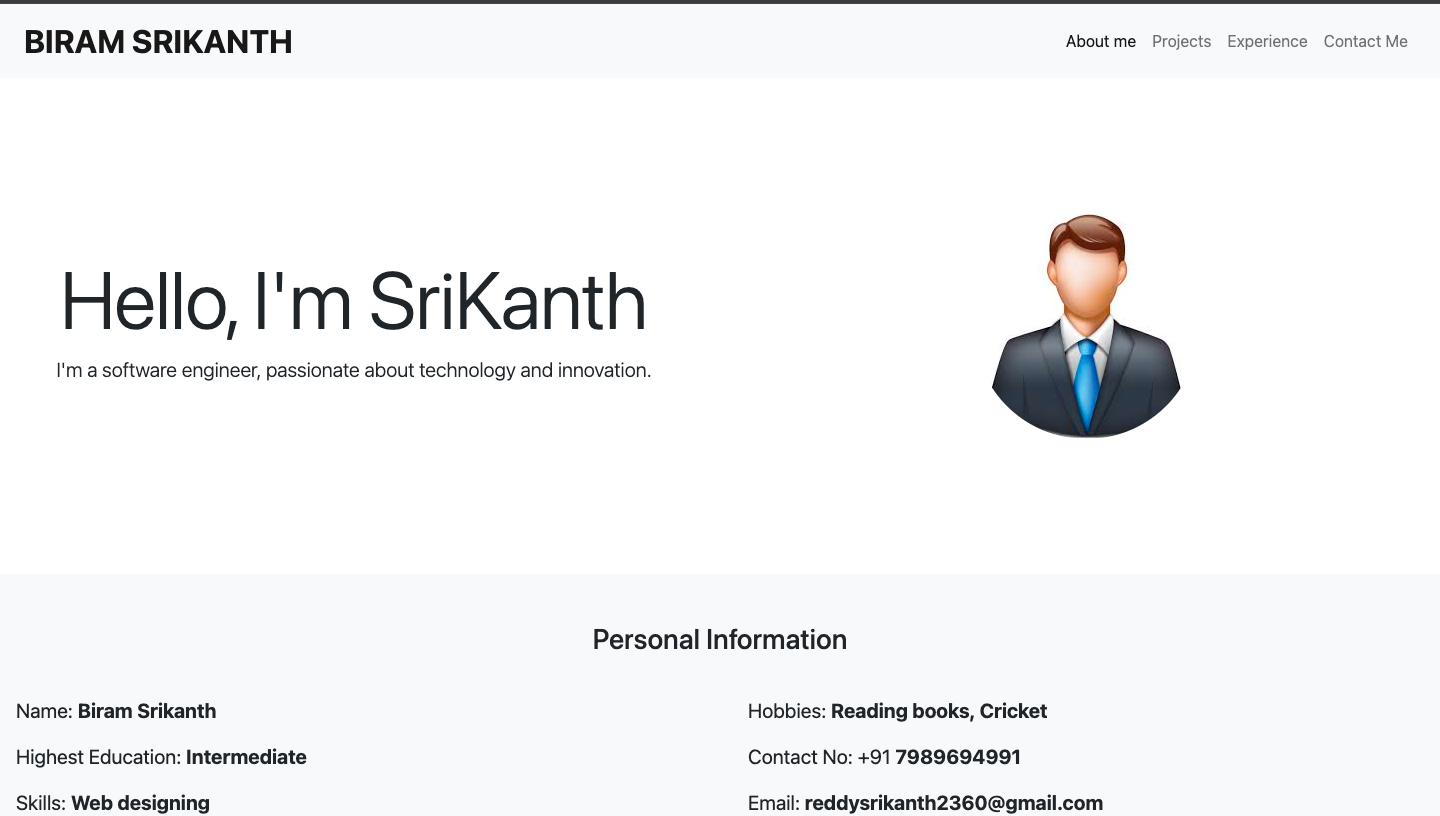 BIRAM SRIKANTH
About me Projects Experience Contact Me
Hello, I'm SriKanth
I'm a software engineer, passionate about technology and innovation.
Personal Information
Name: Biram Srikanth
Highest Education: Intermediate
Skills: Web designing
Hobbies: Reading books, Cricket
Contact No: +91 7989694991
Email: reddysrikanth2360@gmail.com